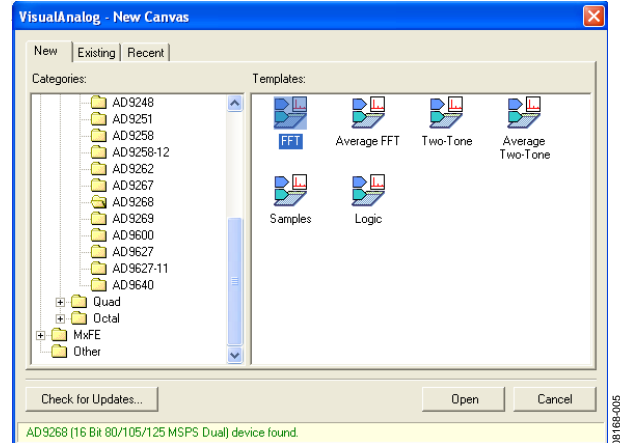 VisualAnalog - New Canvas
New
Existing
Recent
Categories:
Templates:
AD9248
AD9251
AD9258
AD9258-12
AD9262
AD9267
AD9268
AD9269
AD9600
AD9627
AD9627-11
AD9640
Quad
Octal
MxFE
Other
FFT
Average FFT
Two-Tone
Average
Two-Tone
Samples
Logic
Check for Updates...
Open
Cancel
AD9268 (16 Bit 80/105/125 MSPS Dual) device found.
08168-005